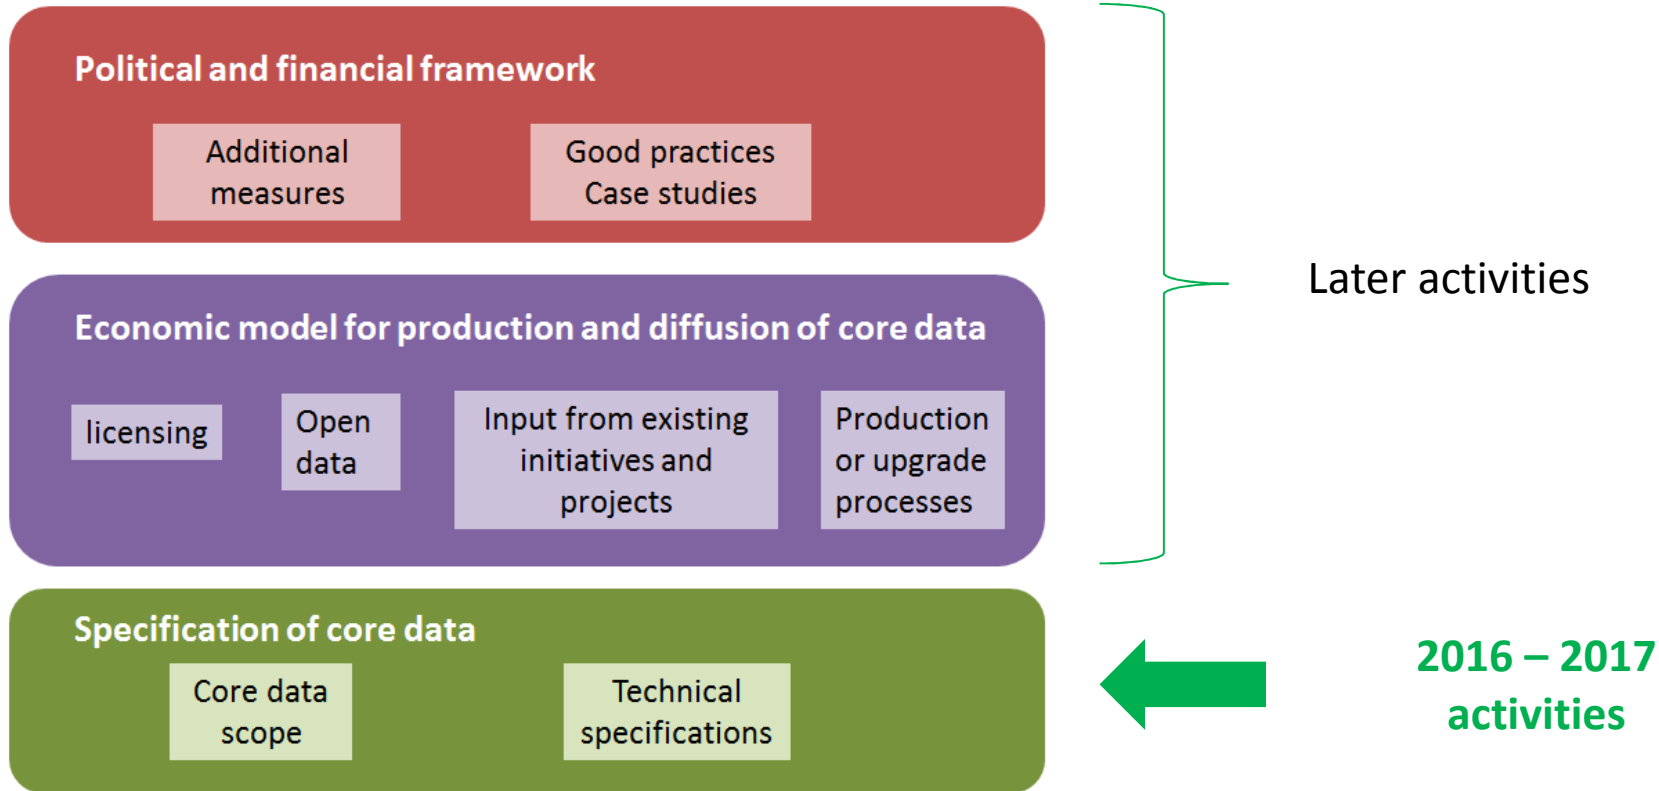 Political and financial framework
Additional
measures
Good practices
Case studies
Later activities
Economic model for production and diffusion of core data
licensing
Open
data
Input from existing
initiatives and
projects
Production
or upgrade
processes
Specification of core data
Core data
scope
Technical
specifications
2016 – 2017
activities